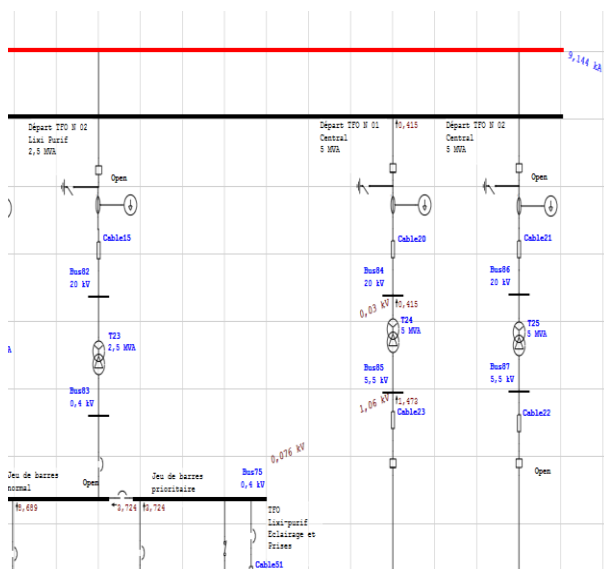 9,144 kA
Départ TFO N 02
Lixi Purif
2,5 MVA
Départ TFO N 01
Central
5 MVA
0,415
Départ TFO N 02
Central
5 MVA
Open
Open
Cable15
Cable20
Cable21
Bus82
20 kV
Bus84
20 kV
Bus86
20 kV
0,03 kV
0,415
T23
2,5 MVA
T24
5 MVA
T25
5 MVA
A
Bus83
0,4 kV
Bus85
5,5 kV
Bus87
5,5 kV
1,06 kV
1,473
Cable23
Cable22
0,076 kV
Jeu de barres
normal
Open
Jeu de barres
prioritaire
Bus75
0,4 kV
Open
8,689
3,724
3,724
TFO
Lixi-purif
Eclairage et
Prises
Cable51